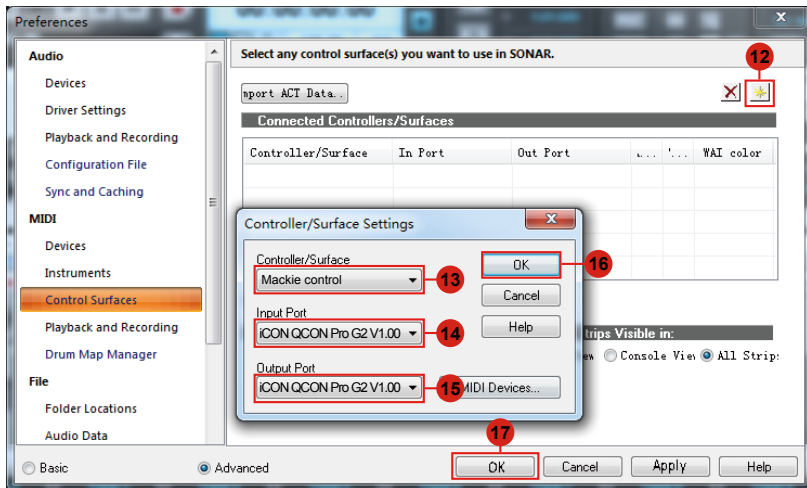 Preferences
x
Audio
Devices
Driver Settings
Playback and Recording
Configuration File
Sync and Caching
MIDI
Devices
Instruments
Control Surfaces
Playback and Recording
Drum Map Manager
File
Folder Locations
Audio Data
Basic
Advanced
Select any control surface(s) you want to use in SONAR.
12
mport ACT Data..
Connected Controllers/Surfaces
Controller/Surface In Port Out Port ... '... WAI color
Controller/Surface Settings
x
Controller/Surface
Mackie control
13
OK
16
Cancel
Input Port
iCON QCON Pro G2 V1.00
14
Help
Output Port
iCON QCON Pro G2 V1.00
15
MIDI Devices...
trips Visible in:
ew Console Vie All Strip:
17
OK Cancel Apply Help